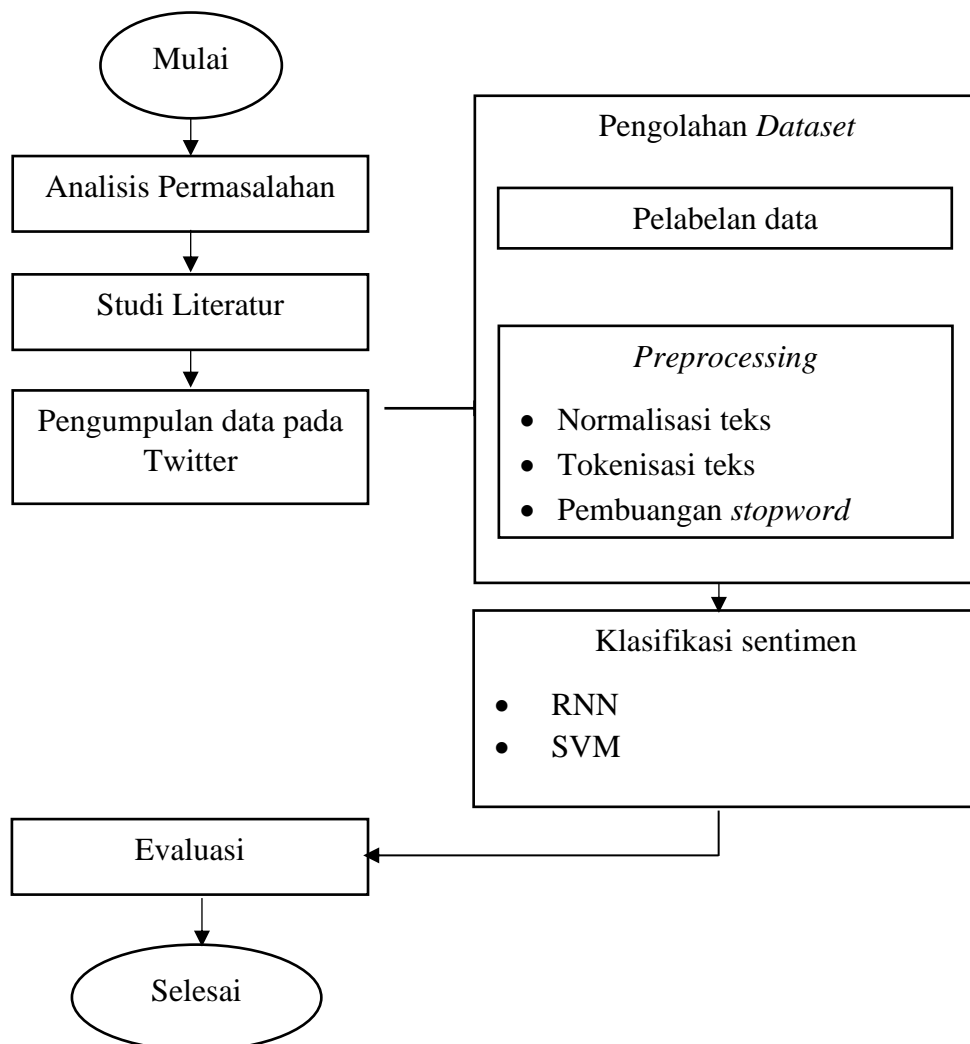 Mulai
Analisis Permasalahan
Studi Literatur
Pengumpulan data pada
Twitter
Pengolahan Dataset
Pelabelan data
Preprocessing
• Normalisasi teks
• Tokenisasi teks
• Pembuangan stopword
Klasifikasi sentimen
• RNN
• SVM
Evaluasi
Selesai